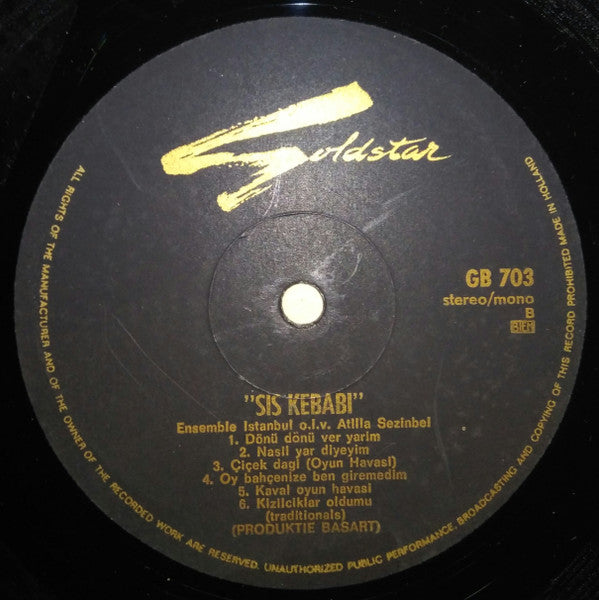 Goldstar
GB 703
stereo/mono
B
BIEM
"SIS KEBABI"
Ensemble Istanbul o.l.v. Atilla Sezinbel
1. Dönü dönü ver yarim
2. Nasil yar diyeyim
3. Çiçek dagi (Oyun Havasi)
4. Oy bahçenize ben giremedim
5. Kaval oyun havasi
6. Kizilciklar oldumu
(traditionals)
(PRODUKTIE BASART)
ALL RIGHTS OF THE MANUFACTURER AND OF THE OWNER OF THE RECORDED WORK ARE RESERVED. UNAUTHORIZED PUBLIC PERFORMANCE, BROADCASTING AND COPYING OF THIS RECORD PROHIBITED MADE IN HOLLAND